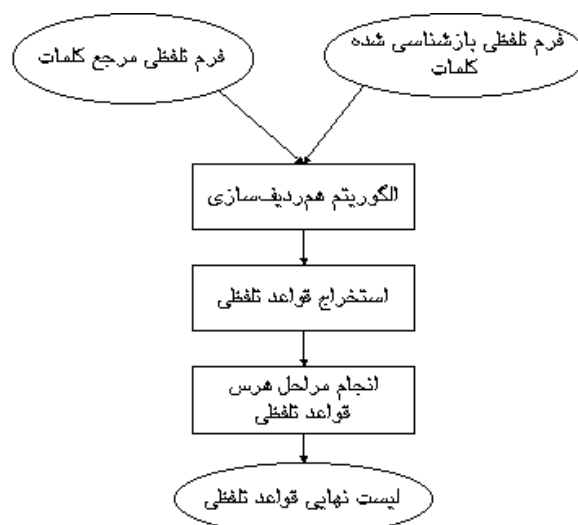 فرم تلفظی بازشناسی شده
کلمات
فرم تلفظی مرجع کلمات
الگوریتم هم‌ردیف‌سازی
استخراج قواعد تلفظی
انجام مراحل هرس
قواعد تلفظی
لیست نهایی قواعد تلفظی